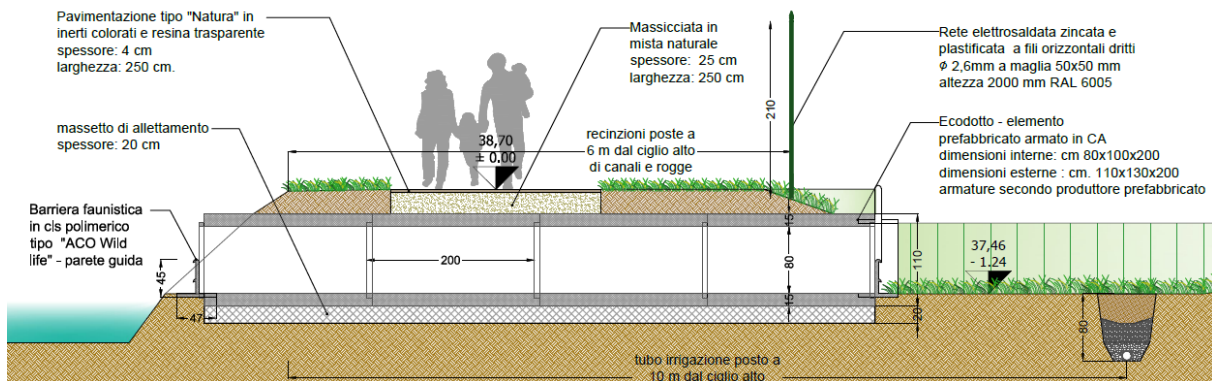 Pavimentazione tipo "Natura" in
inerti colorati e resina trasparente
spessore: 4 cm
larghezza: 250 cm.
massetto di allettamento
spessore: 20 cm
Barriera faunistica
in cls polimerico
tipo "ACO Wild
life" - parete guida
Massicciata in
mista naturale
spessore: 25 cm
larghezza: 250 cm
38,70
± 0.00
recinzioni poste a
6 m dal ciglio alto
di canali e rogge
210
Rete elettrosaldata zincata e
plastificata a fili orizzontali dritti
Ø 2,6mm a maglia 50x50 mm
altezza 2000 mm RAL 6005
Ecodotto - elemento
prefabbricato armato in CA
dimensioni interne: cm 80x100x200
dimensioni esterne : cm. 110x130x200
armature secondo produttore prefabbricato
45
47
200
15
80
15
110
20
37,46
- 1.24
80
tubo irrigazione posto a
10 m dal ciglio alto